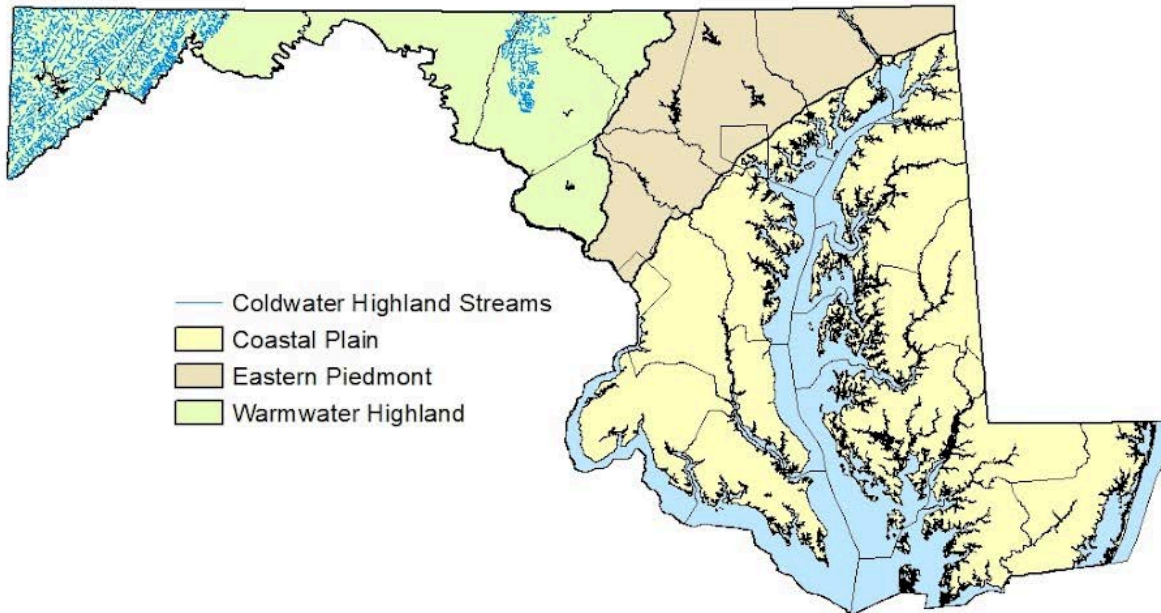 Coldwater Highland Streams
Coastal Plain
Eastern Piedmont
Warmwater Highland